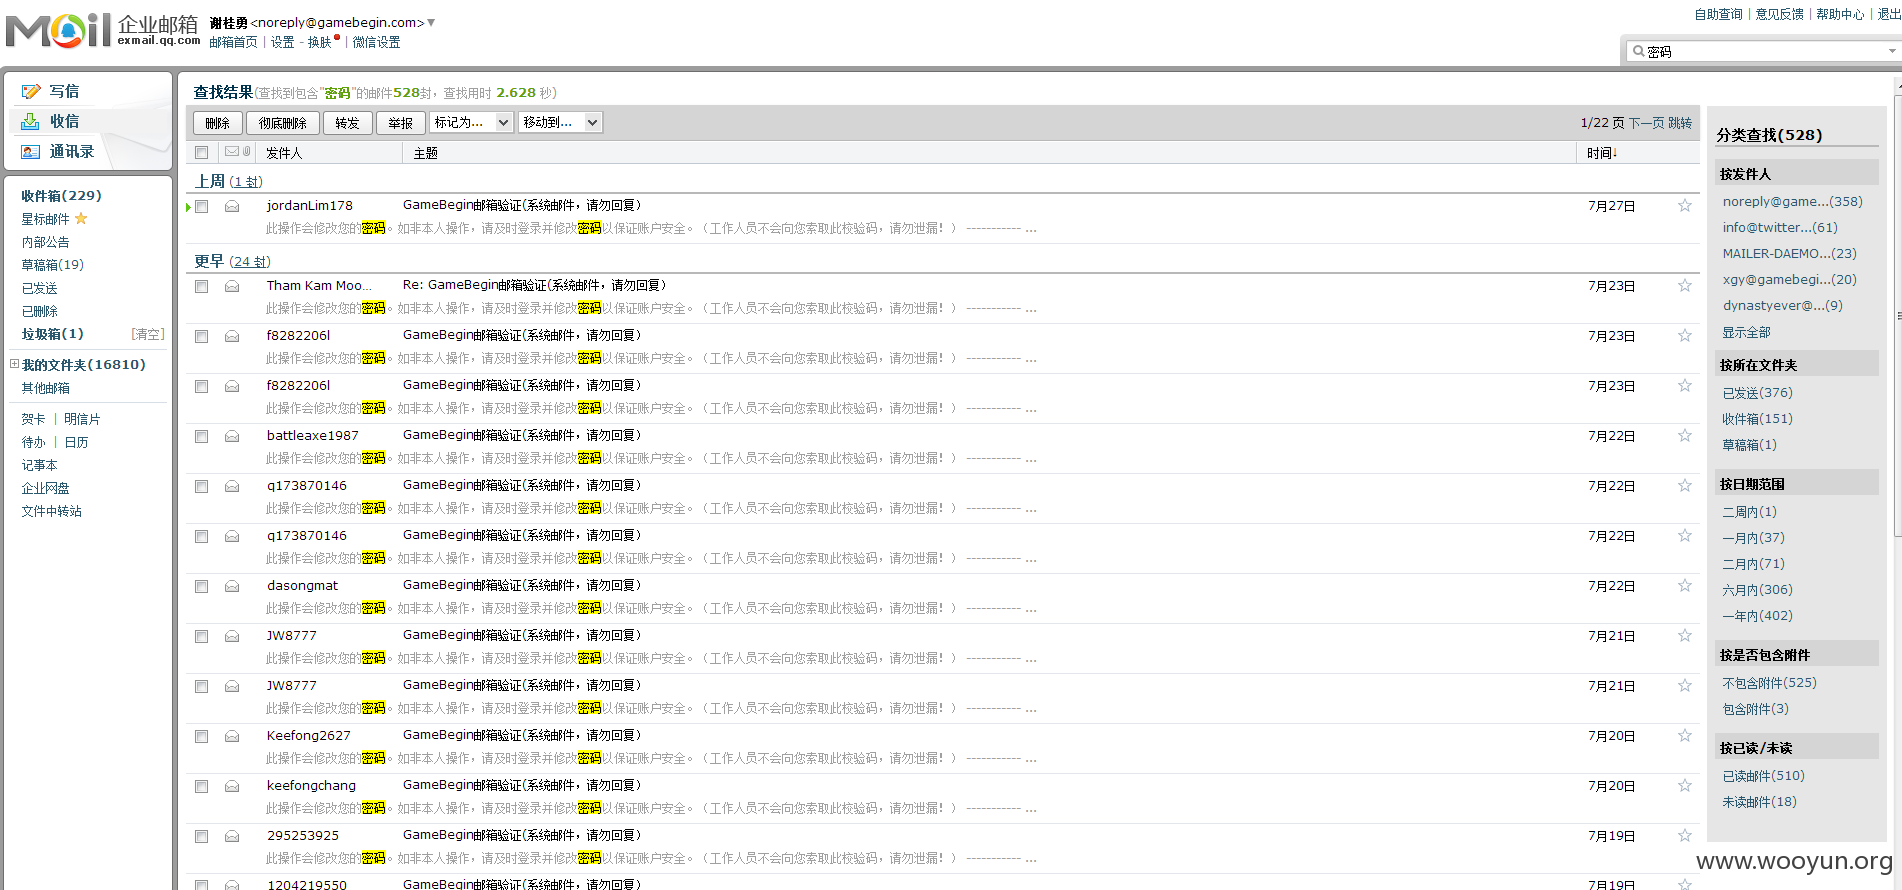 Mail 企业邮箱 exmail.qq.com
谢桂勇<noreply@gamebegin.com>
邮箱首页 | 设置 - 换肤 | 微信设置
自助查询 | 意见反馈 | 帮助中心 | 退出
密码
写信
收信
通讯录
收件箱(229)
星标邮件
内部公告
草稿箱(19)
已发送
已删除
垃圾箱(1) [清空]
我的文件夹(16810)
其他邮箱
贺卡 | 明信片
待办 | 日历
记事本
企业网盘
文件中转站
查找结果(查找到包含"密码"的邮件528封，查找用时 2.628 秒)
删除 彻底删除 转发 举报 标记为... 移动到...
1/22 页 下一页 跳转
发件人 主题 时间↓
上周 (1 封)
jordanLim178 GameBegin邮箱验证(系统邮件，请勿回复) 7月27日
此操作会修改您的密码。如非本人操作，请及时登录并修改密码以保证账户安全。（工作人员不会向您索取此校验码，请勿泄漏！） ----------- ...
更早 (24 封)
Tham Kam Moo... Re: GameBegin邮箱验证(系统邮件，请勿回复) 7月23日
此操作会修改您的密码。如非本人操作，请及时登录并修改密码以保证账户安全。（工作人员不会向您索取此校验码，请勿泄漏！） ----------- ...
f8282206l GameBegin邮箱验证(系统邮件，请勿回复) 7月23日
此操作会修改您的密码。如非本人操作，请及时登录并修改密码以保证账户安全。（工作人员不会向您索取此校验码，请勿泄漏！） ----------- ...
f8282206l GameBegin邮箱验证(系统邮件，请勿回复) 7月23日
此操作会修改您的密码。如非本人操作，请及时登录并修改密码以保证账户安全。（工作人员不会向您索取此校验码，请勿泄漏！） ----------- ...
battleaxe1987 GameBegin邮箱验证(系统邮件，请勿回复) 7月22日
此操作会修改您的密码。如非本人操作，请及时登录并修改密码以保证账户安全。（工作人员不会向您索取此校验码，请勿泄漏！） ----------- ...
q173870146 GameBegin邮箱验证(系统邮件，请勿回复) 7月22日
此操作会修改您的密码。如非本人操作，请及时登录并修改密码以保证账户安全。（工作人员不会向您索取此校验码，请勿泄漏！） ----------- ...
q173870146 GameBegin邮箱验证(系统邮件，请勿回复) 7月22日
此操作会修改您的密码。如非本人操作，请及时登录并修改密码以保证账户安全。（工作人员不会向您索取此校验码，请勿泄漏！） ----------- ...
dasongmat GameBegin邮箱验证(系统邮件，请勿回复) 7月22日
此操作会修改您的密码。如非本人操作，请及时登录并修改密码以保证账户安全。（工作人员不会向您索取此校验码，请勿泄漏！） ----------- ...
JW8777 GameBegin邮箱验证(系统邮件，请勿回复) 7月21日
此操作会修改您的密码。如非本人操作，请及时登录并修改密码以保证账户安全。（工作人员不会向您索取此校验码，请勿泄漏！） ----------- ...
JW8777 GameBegin邮箱验证(系统邮件，请勿回复) 7月21日
此操作会修改您的密码。如非本人操作，请及时登录并修改密码以保证账户安全。（工作人员不会向您索取此校验码，请勿泄漏！） ----------- ...
Keefong2627 GameBegin邮箱验证(系统邮件，请勿回复) 7月20日
此操作会修改您的密码。如非本人操作，请及时登录并修改密码以保证账户安全。（工作人员不会向您索取此校验码，请勿泄漏！） ----------- ...
keefongchang GameBegin邮箱验证(系统邮件，请勿回复) 7月20日
此操作会修改您的密码。如非本人操作，请及时登录并修改密码以保证账户安全。（工作人员不会向您索取此校验码，请勿泄漏！） ----------- ...
295253925 GameBegin邮箱验证(系统邮件，请勿回复) 7月19日
此操作会修改您的密码。如非本人操作，请及时登录并修改密码以保证账户安全。（工作人员不会向您索取此校验码，请勿泄漏！） ----------- ...
1204219550 GameBegin邮箱验证(系统邮件，请勿回复) 7月19日
分类查找(528)
按发件人
noreply@game...(358)
info@twitter...(61)
MAILER-DAEMO...(23)
xgy@gamebegi...(20)
dynastyever@...(9)
显示全部
按所在文件夹
已发送(376)
收件箱(151)
草稿箱(1)
按日期范围
二周内(1)
一月内(37)
二月内(71)
六月内(306)
一年内(402)
按是否包含附件
不包含附件(525)
包含附件(3)
按已读/未读
已读邮件(510)
未读邮件(18)
www.wooyun.org